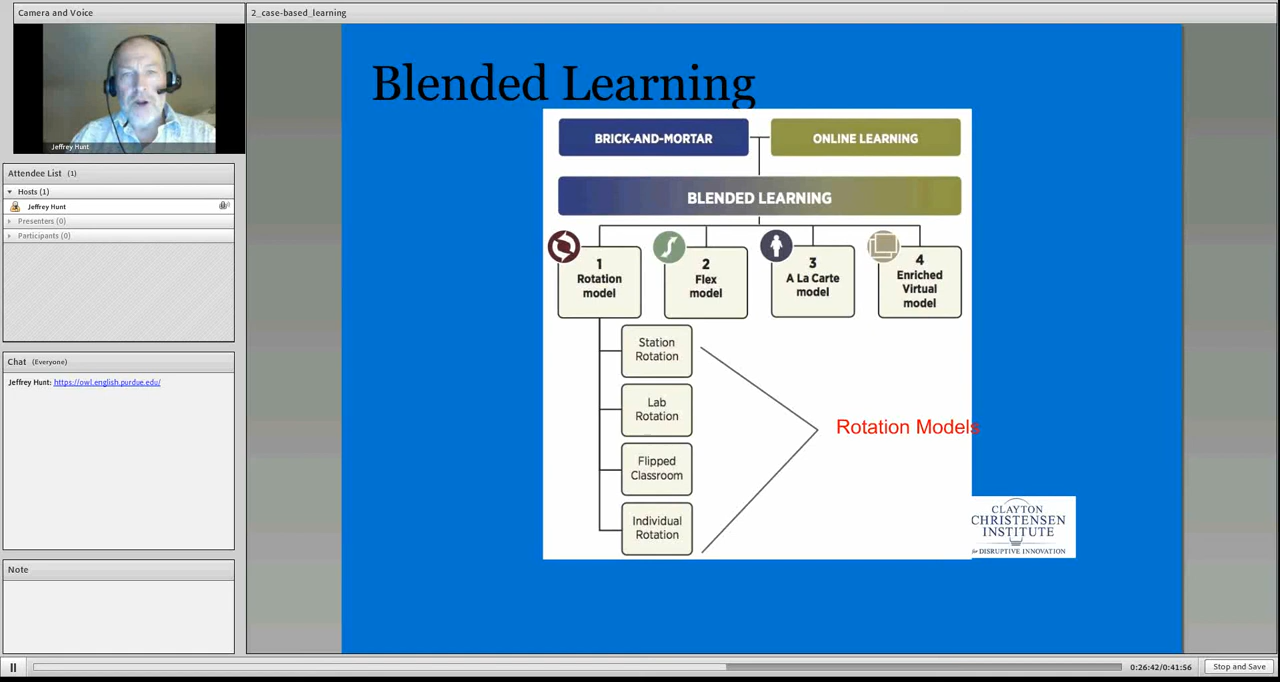 Camera and Voice
Jeffrey Hunt
Attendee List (1)
Hosts (1)
Jeffrey Hunt
Presenters (0)
Participants (0)
Chat (Everyone)
Jeffrey Hunt: https://owl.english.purdue.edu/
Note
2_case-based_learning
Blended Learning
BRICK-AND-MORTAR
ONLINE LEARNING
BLENDED LEARNING
1
Rotation
model
2
Flex
model
3
A La Carte
model
4
Enriched
Virtual
model
Station
Rotation
Lab
Rotation
Flipped
Classroom
Individual
Rotation
Rotation Models
CLAYTON
CHRISTENSEN
INSTITUTE
for DISRUPTIVE INNOVATION
0:26:42/0:41:56
Stop and Save